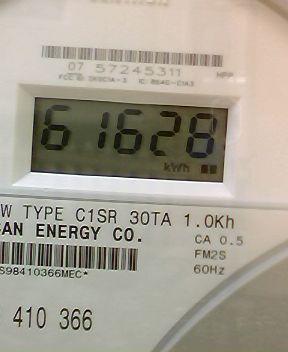 07 57245311
61628
kWh
W TYPE C1SR 30TA 1.0Kh
CAN ENERGY CO.
CA 0.5
FM2S
60Hz
S98410366MEC*
410 366